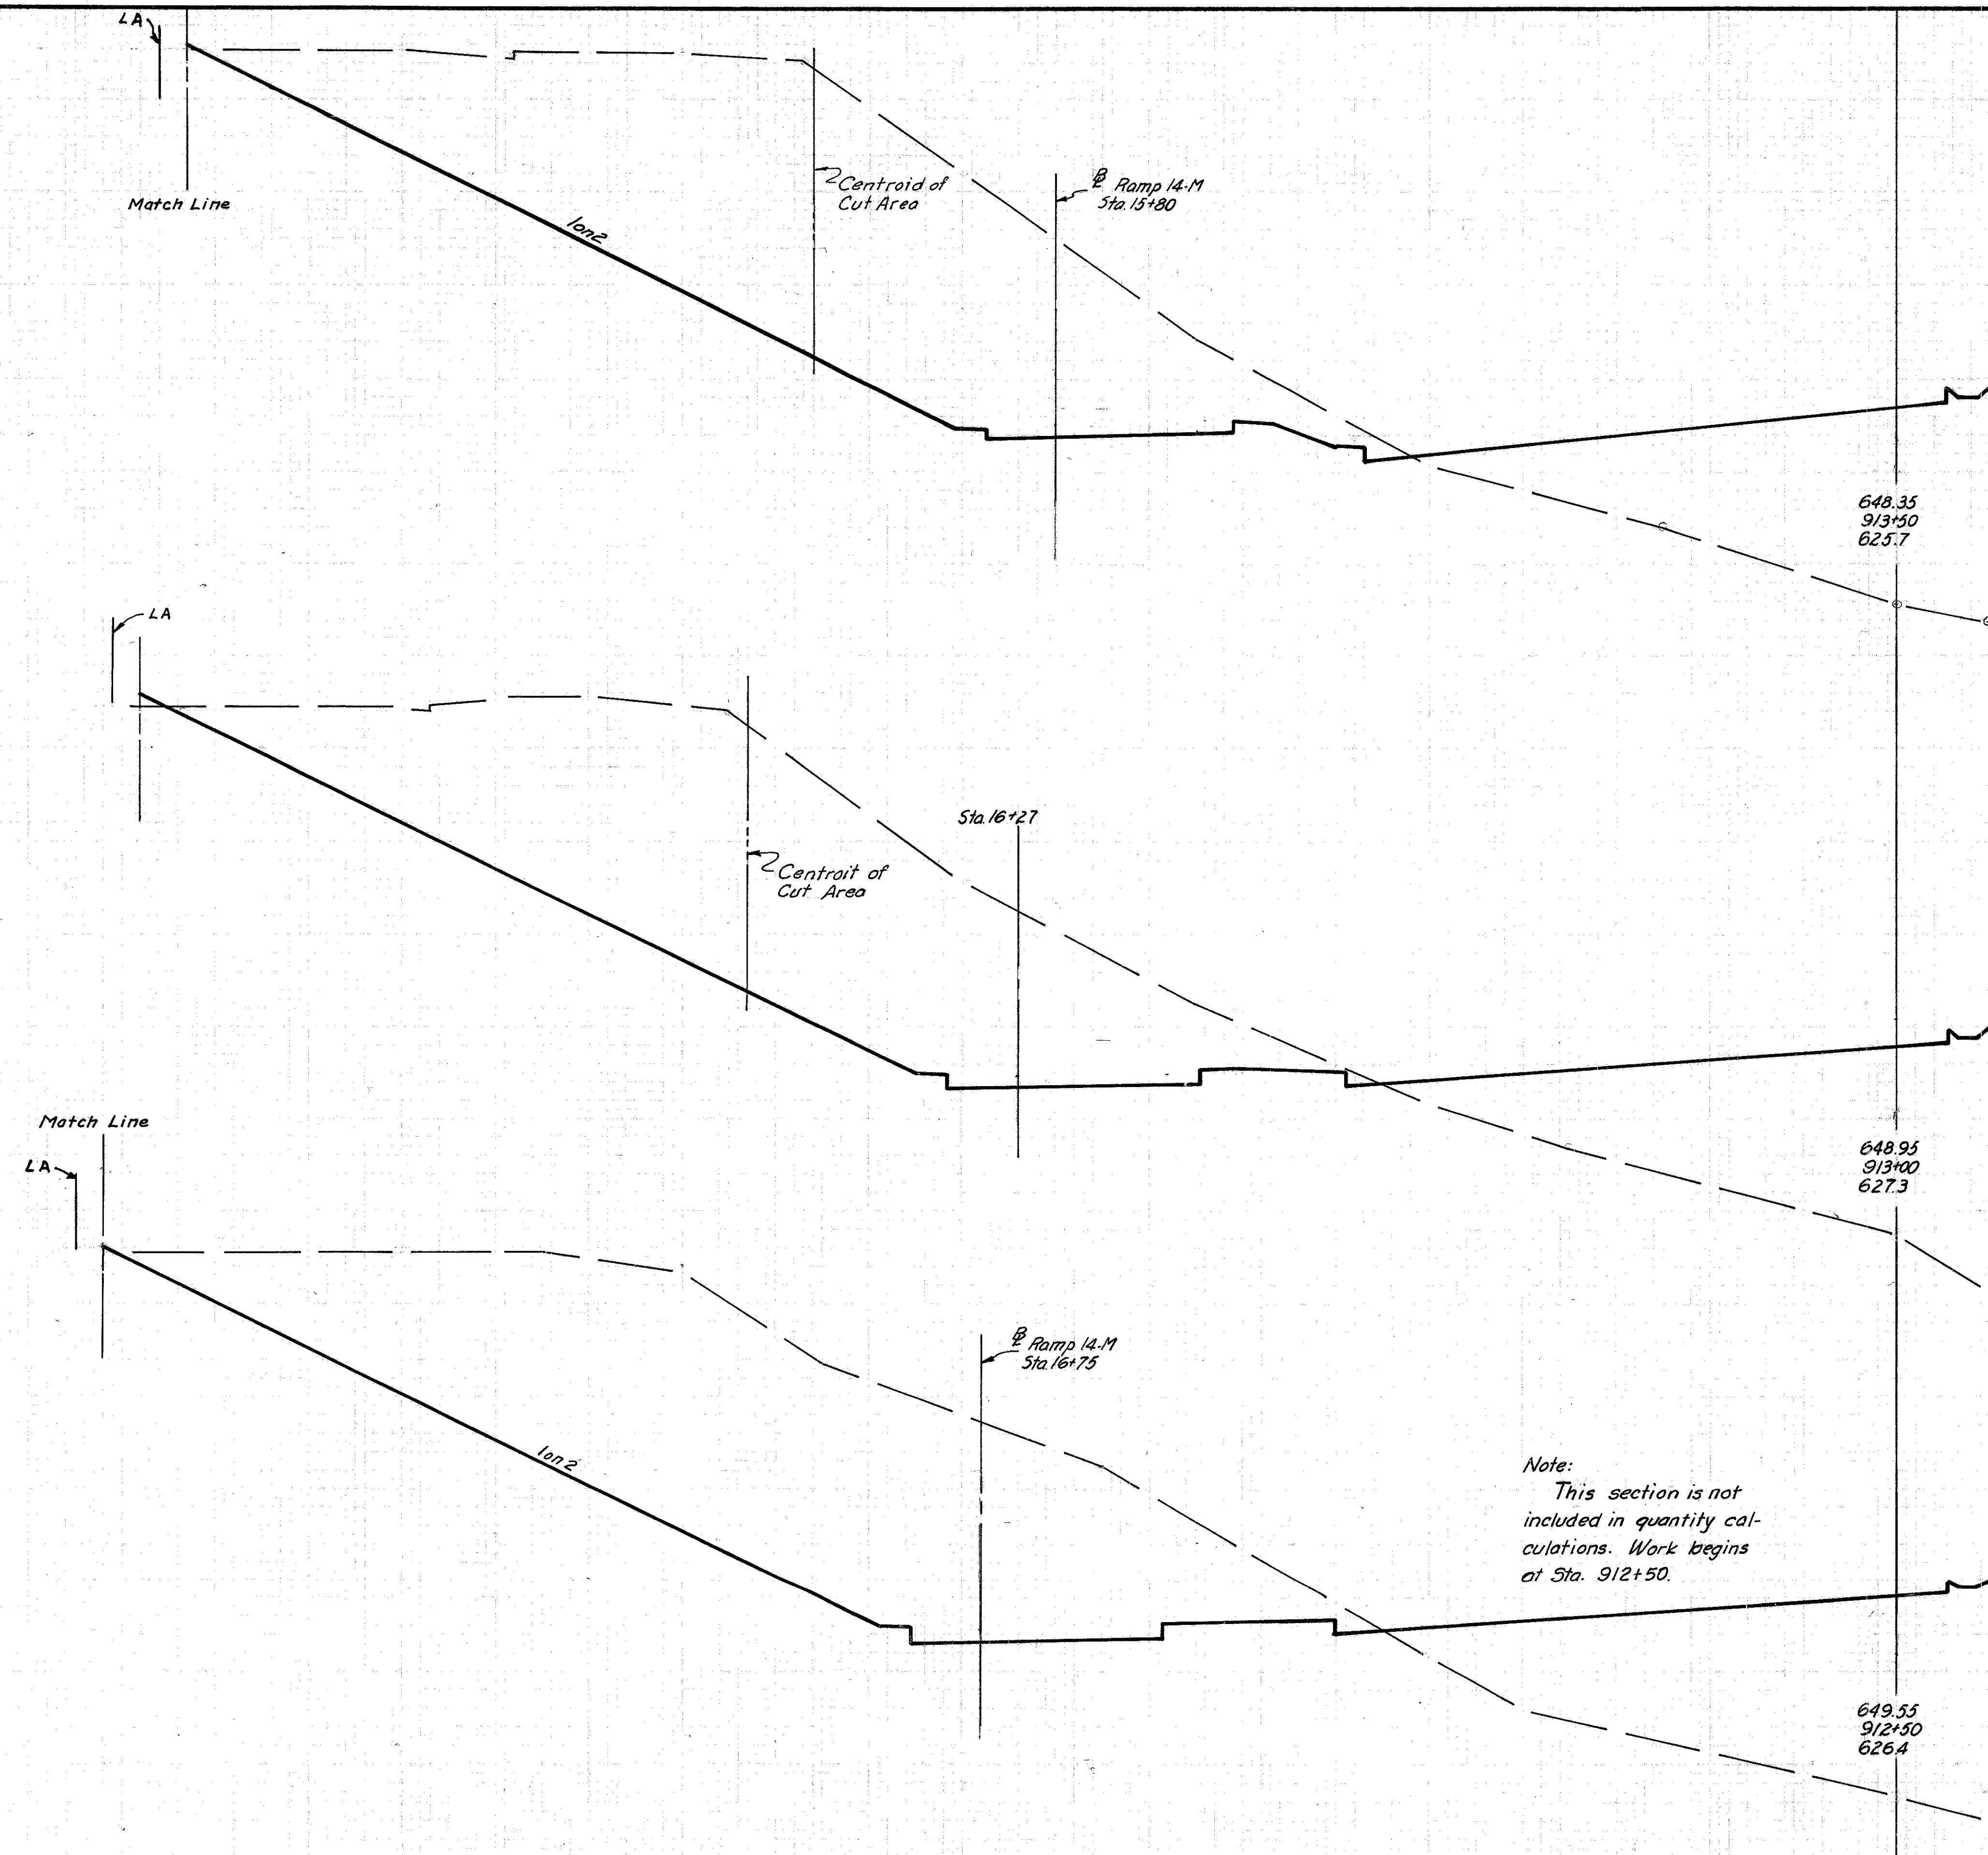 LA
Match Line
1on2
Centroid of
Cut Area
℄ Ramp 14-M
Sta. 15+80
648.35
913+50
625.7
LA
Sta. 16+27
Centroit of
Cut Area
648.95
913+00
627.3
Match Line
LA
1on2
℄ Ramp 14-M
Sta. 16+75
Note:
This section is not
included in quantity cal-
culations. Work begins
at Sta. 912+50.
649.55
912+50
626.4